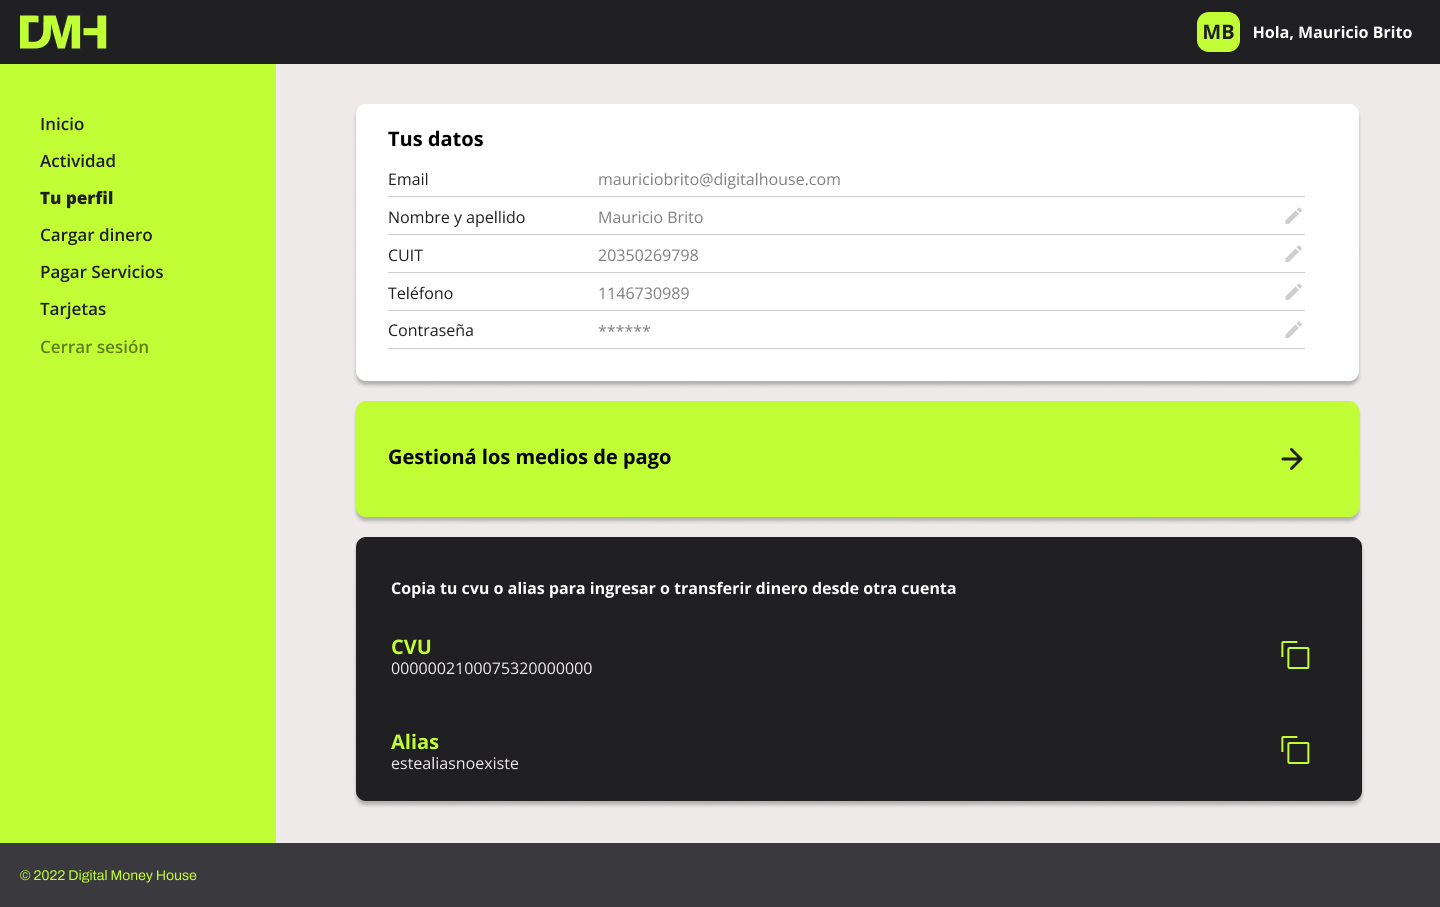 DMH
MB
Hola, Mauricio Brito
Inicio
Actividad
Tu perfil
Cargar dinero
Pagar Servicios
Tarjetas
Cerrar sesión
Tus datos
Email mauriciobrito@digitalhouse.com
Nombre y apellido Mauricio Brito
CUIT 20350269798
Teléfono 1146730989
Contraseña ******
Gestioná los medios de pago
Copia tu cvu o alias para ingresar o transferir dinero desde otra cuenta
CVU
0000002100075320000000
Alias
estealiasnoexiste
© 2022 Digital Money House